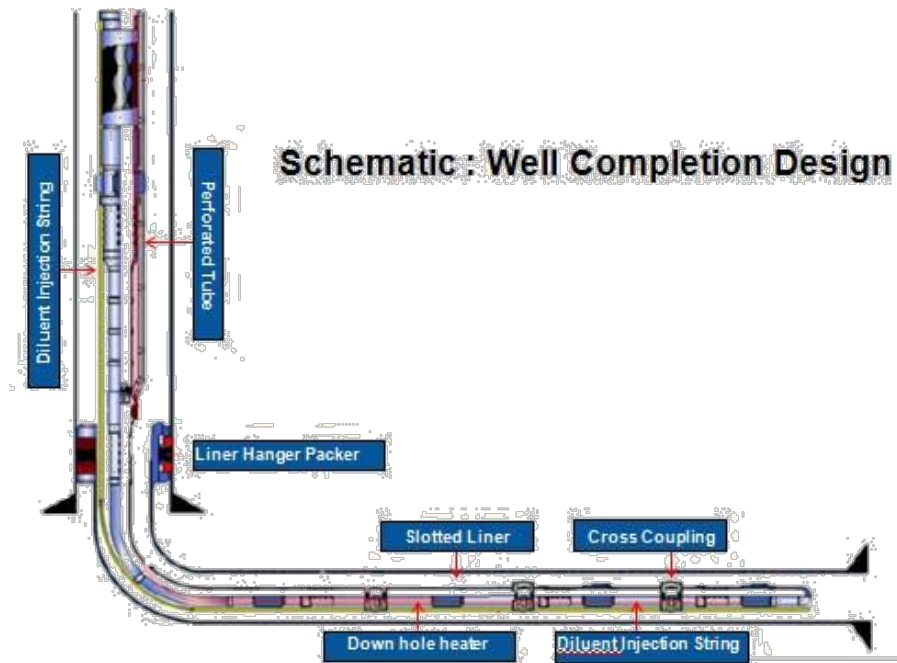 Schematic : Well Completion Design
Diluent Injection String
Perforated Tube
Liner Hanger Packer
Slotted Liner
Cross Coupling
Down hole heater
Diluent Injection String